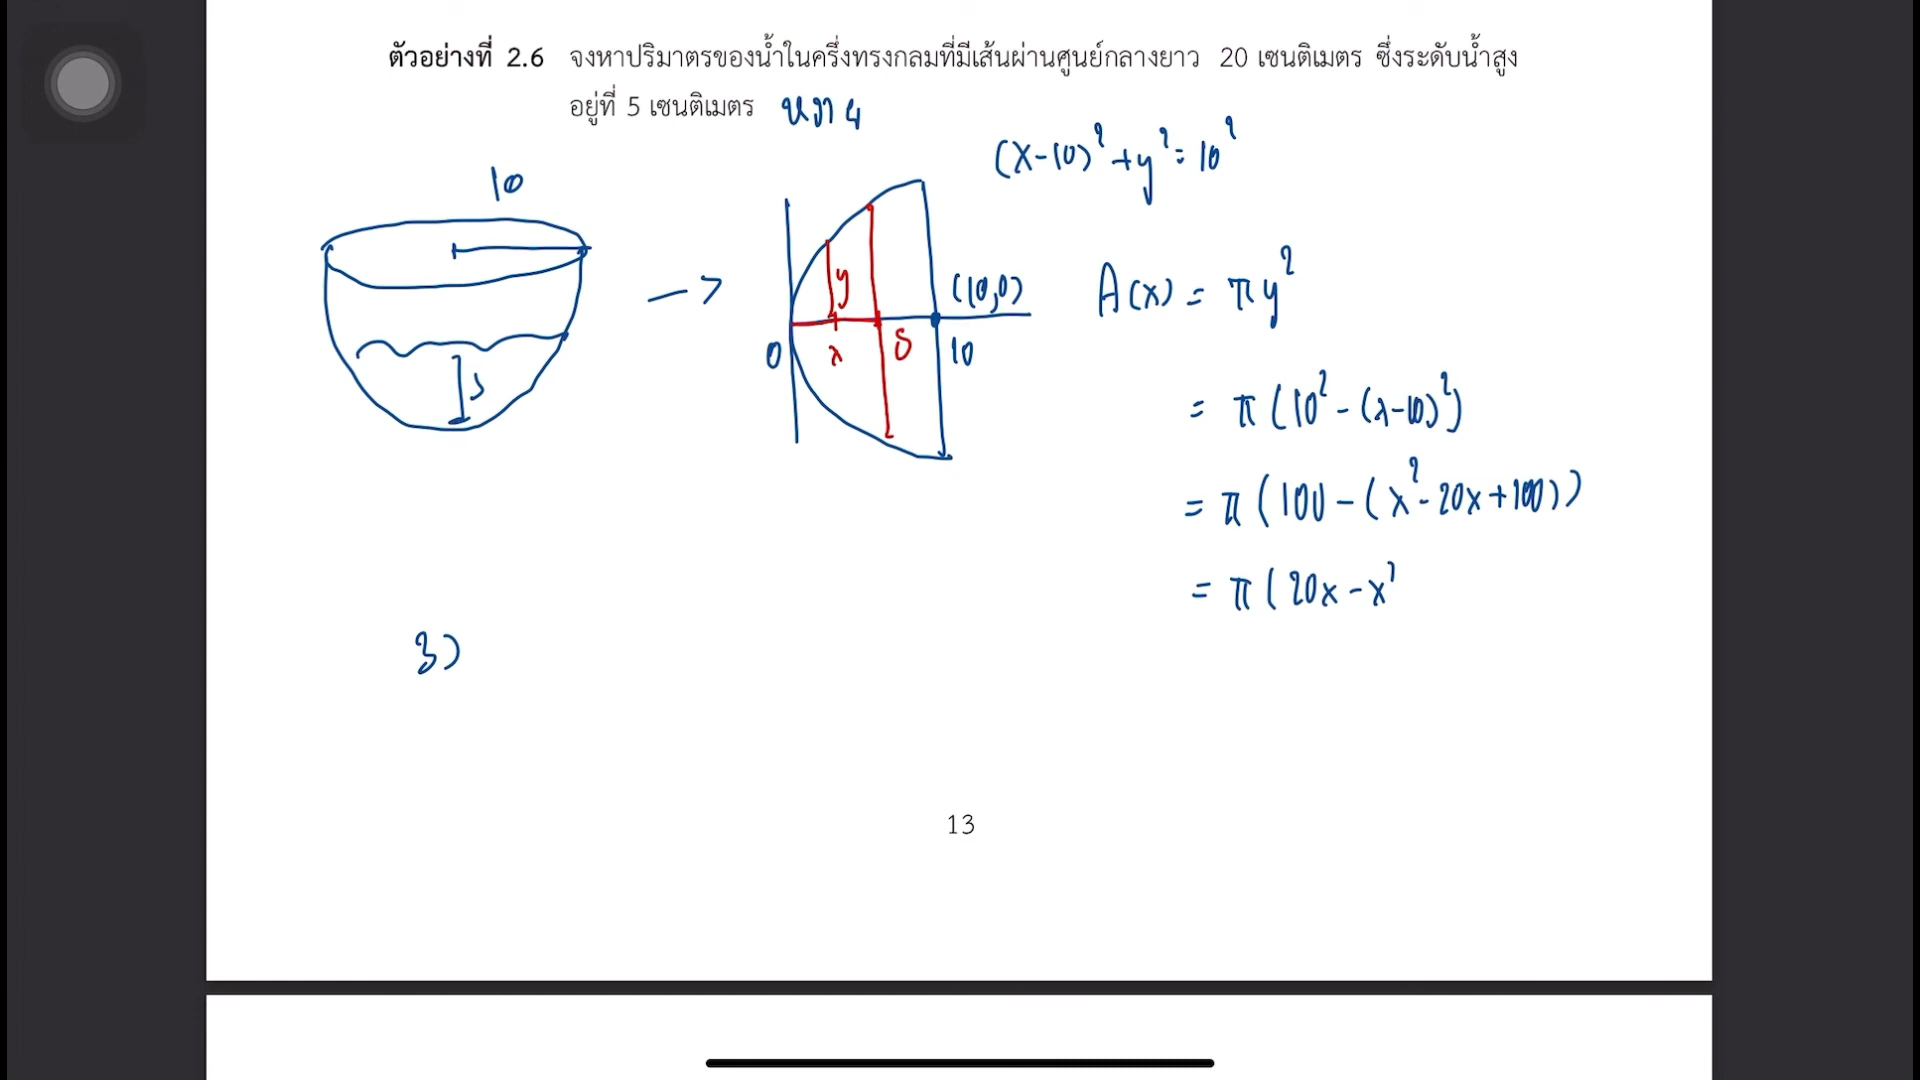 ตัวอย่างที่ 2.6 จงหาปริมาตรของน้ำในครึ่งทรงกลมที่มีเส้นผ่านศูนย์กลางยาว 20 เซนติเมตร ซึ่งระดับน้ำสูง
อยู่ที่ 5 เซนติเมตร
(x-10)²+y²=10²
10
y
(10,0)
A(x) = πy²
0
x
5
10
5
= π(10²-(x-10)²)
= π(100-(x²-20x+100))
= π(20x-x²
3)
13